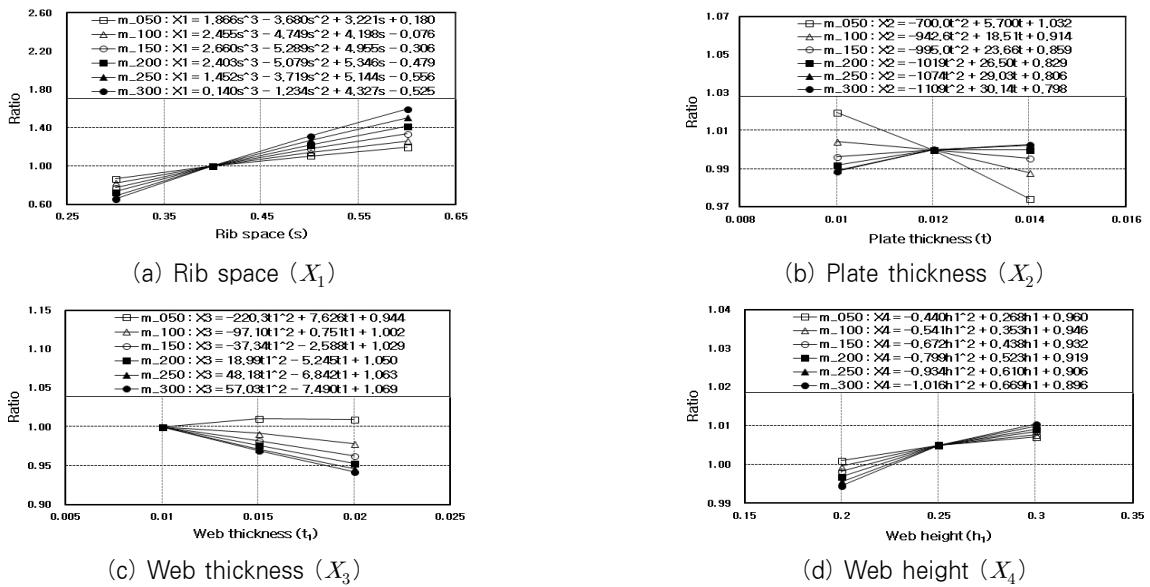 2.60
2.20
1.80
1.40
1.00
0.60
Ratio
m_050 : X1=1.866s^3 − 3.680s^2 + 3.221s + 0.180
m_100 : X1=2.455s^3 − 4.749s^2 + 4.198s − 0.076
m_150 : X1=2.660s^3 − 5.289s^2 + 4.955s − 0.306
m_200 : X1=2.403s^3 − 5.079s^2 + 5.346s − 0.479
m_250 : X1=1.452s^3 − 3.719s^2 + 5.144s − 0.556
m_300 : X1=0.140s^3 − 1.234s^2 + 4.327s − 0.525
0.25 0.35 0.45 0.55 0.65
Rib space (s)
(a) Rib space (X1)
1.07
1.05
1.03
1.01
0.99
0.97
Ratio
m_050 : X2=−700.0t^2 + 5.700t + 1.032
m_100 : X2=−942.6t^2 + 18.51t + 0.914
m_150 : X2=−995.0t^2 + 23.66t + 0.859
m_200 : X2=−1019t^2 + 26.50t + 0.829
m_250 : X2=−1074t^2 + 29.03t + 0.806
m_300 : X2=−1109t^2 + 30.14t + 0.798
0.008 0.01 0.012 0.014 0.016
Plate thickness (t)
(b) Plate thickness (X2)
1.15
1.10
1.05
1.00
0.95
0.90
Ratio
m_050 : X3=−220.3t1^2 + 7.626t1 + 0.944
m_100 : X3=−97.10t1^2 + 0.751t1 + 1.002
m_150 : X3=−37.34t1^2 − 2.588t1 + 1.029
m_200 : X3=18.99t1^2 − 5.245t1 + 1.050
m_250 : X3=48.18t1^2 − 6.842t1 + 1.063
m_300 : X3=57.03t1^2 − 7.490t1 + 1.069
0.005 0.01 0.015 0.02 0.025
Web thickness (t1)
(c) Web thickness (X3)
1.04
1.03
1.02
1.01
1.00
0.99
Ratio
m_050 : X4=−0.440h1^2 + 0.268h1 + 0.960
m_100 : X4=−0.541h1^2 + 0.353h1 + 0.946
m_150 : X4=−0.672h1^2 + 0.438h1 + 0.932
m_200 : X4=−0.799h1^2 + 0.523h1 + 0.919
m_250 : X4=−0.934h1^2 + 0.610h1 + 0.906
m_300 : X4=−1.016h1^2 + 0.669h1 + 0.896
0.15 0.2 0.25 0.3 0.35
Web height (h1)
(d) Web height (X4)